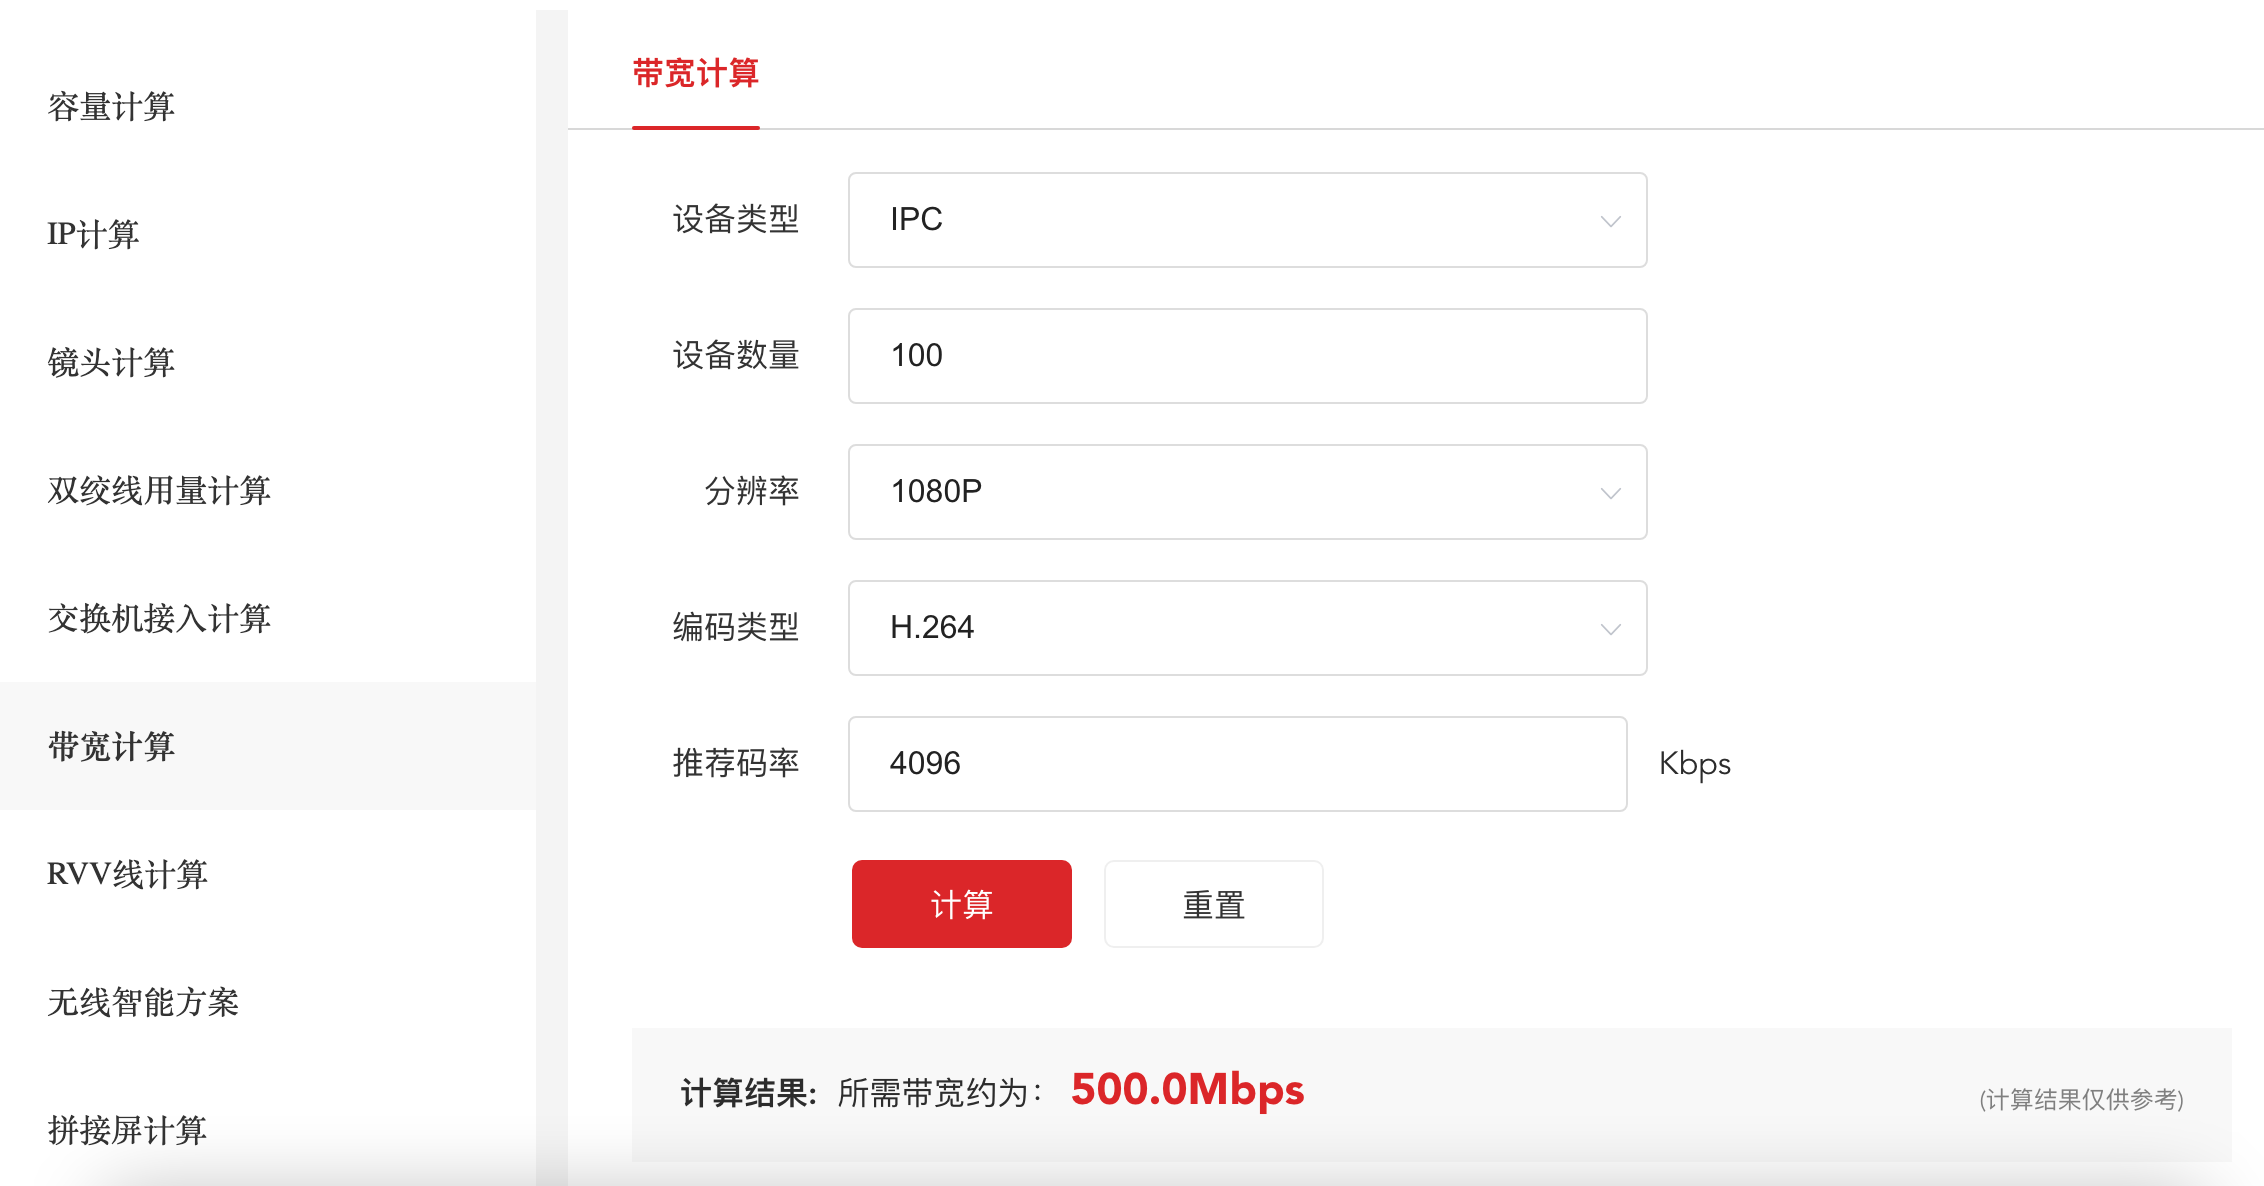 容量计算
IP计算
镜头计算
双绞线用量计算
交换机接入计算
带宽计算
RVV线计算
无线智能方案
拼接屏计算
带宽计算
设备类型 IPC
设备数量 100
分辨率 1080P
编码类型 H.264
推荐码率 4096 Kbps
计算 重置
计算结果: 所需带宽约为： 500.0Mbps (计算结果仅供参考)